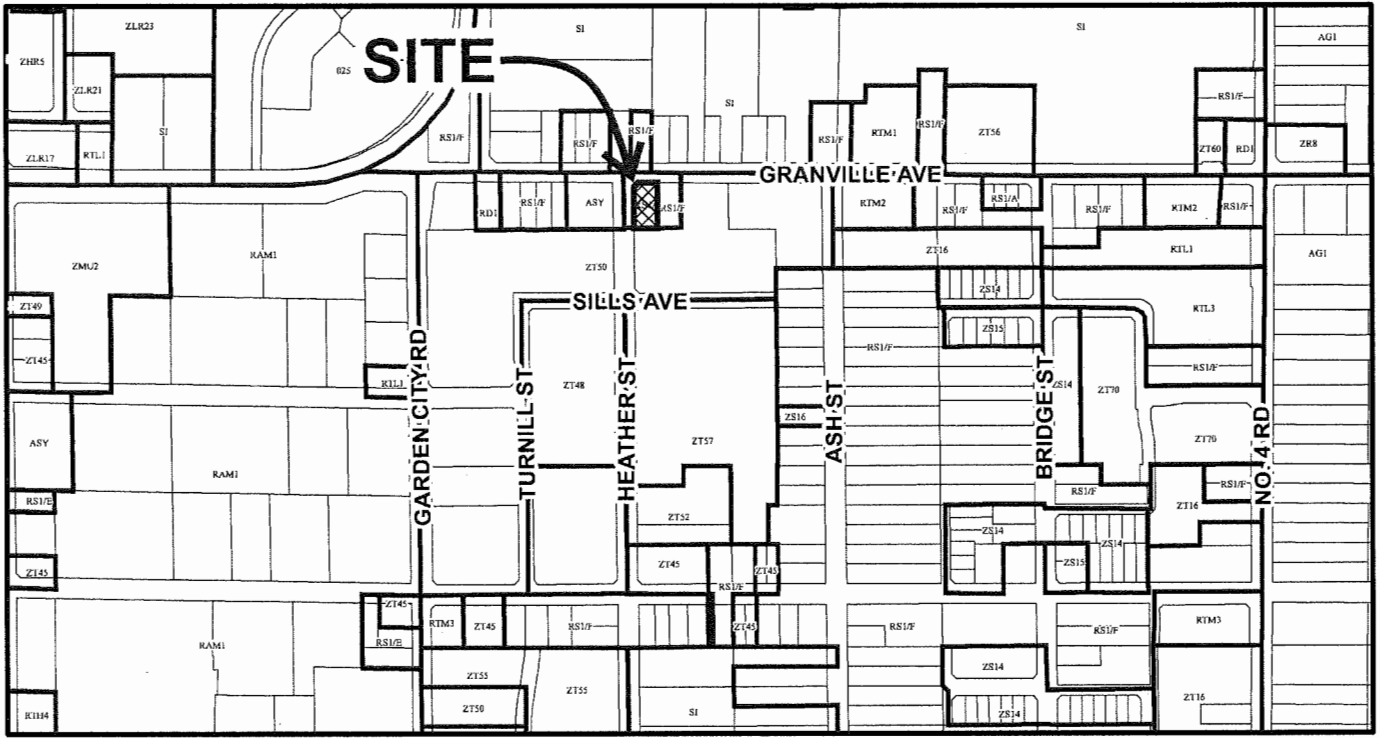 ZLR23
SI
SI
AG1
ZHR5
SITE
825
ZLR21
SI
SI
RS1/F
RS1/F
RS1/F
RS1/F
RS1/F
RTM1
RS1/F
ZT56
ZLR17
RTL1
ZT60
RD1
ZR8
GRANVILLE AVE
RD1
RS1/F
ASY
RS1/F
RTM2
RS1/F
RS1/A
RS1/F
RTM2
RS1/F
ZMU2
RAM1
ZT50
ZT16
RTL1
AG1
ZT49
SILLS AVE
ZS14
RTL3
ZT45
ZS15
RS1/F
RTL1
ZT48
RS1/F
ZS14
ZT70
GARDEN CITY RD
TURNILL ST
HEATHER ST
ASH ST
BRIDGE ST
NO. 4 RD
ZS16
ASY
ZT57
ZT70
RAM1
RS1/E
RS1/F
RS1/F
ZT52
ZT16
ZS14
ZS14
ZT45
ZT45
RS1/F
ZT45
ZS15
ZT45
RTM3
ZT45
RS1/F
ZT45
RS1/F
RS1/F
RTM3
RAM1
RS1/E
ZT55
ZT55
ZS14
ZT50
SI
ZS14
ZT16
RTH4